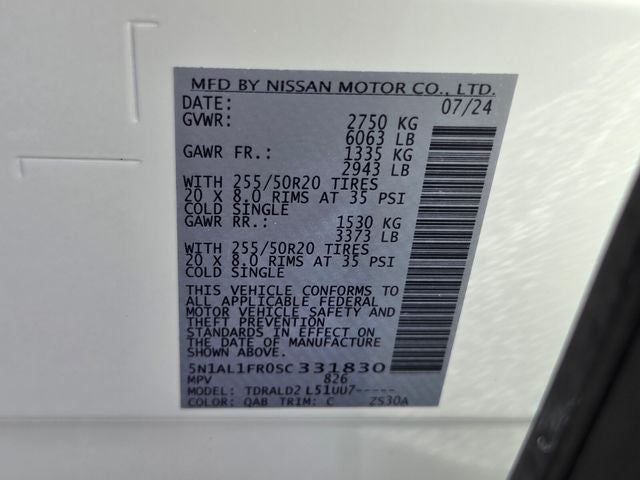 MFD BY NISSAN MOTOR CO., LTD.
DATE: 07/24
GVWR: 2750 KG
6063 LB
GAWR FR.: 1335 KG
2943 LB
WITH 255/50R20 TIRES
20 X 8.0 RIMS AT 35 PSI
COLD SINGLE
GAWR RR.: 1530 KG
3373 LB
WITH 255/50R20 TIRES
20 X 8.0 RIMS AT 35 PSI
COLD SINGLE
THIS VEHICLE CONFORMS TO
ALL APPLICABLE FEDERAL
MOTOR VEHICLE SAFETY AND
THEFT PREVENTION
STANDARDS IN EFFECT ON
THE DATE OF MANUFACTURE
SHOWN ABOVE.
5N1AL1FR0SC331830
MPV 826
MODEL: TDRALD2 L51UU7-----
COLOR: QAB TRIM: C ZS30A